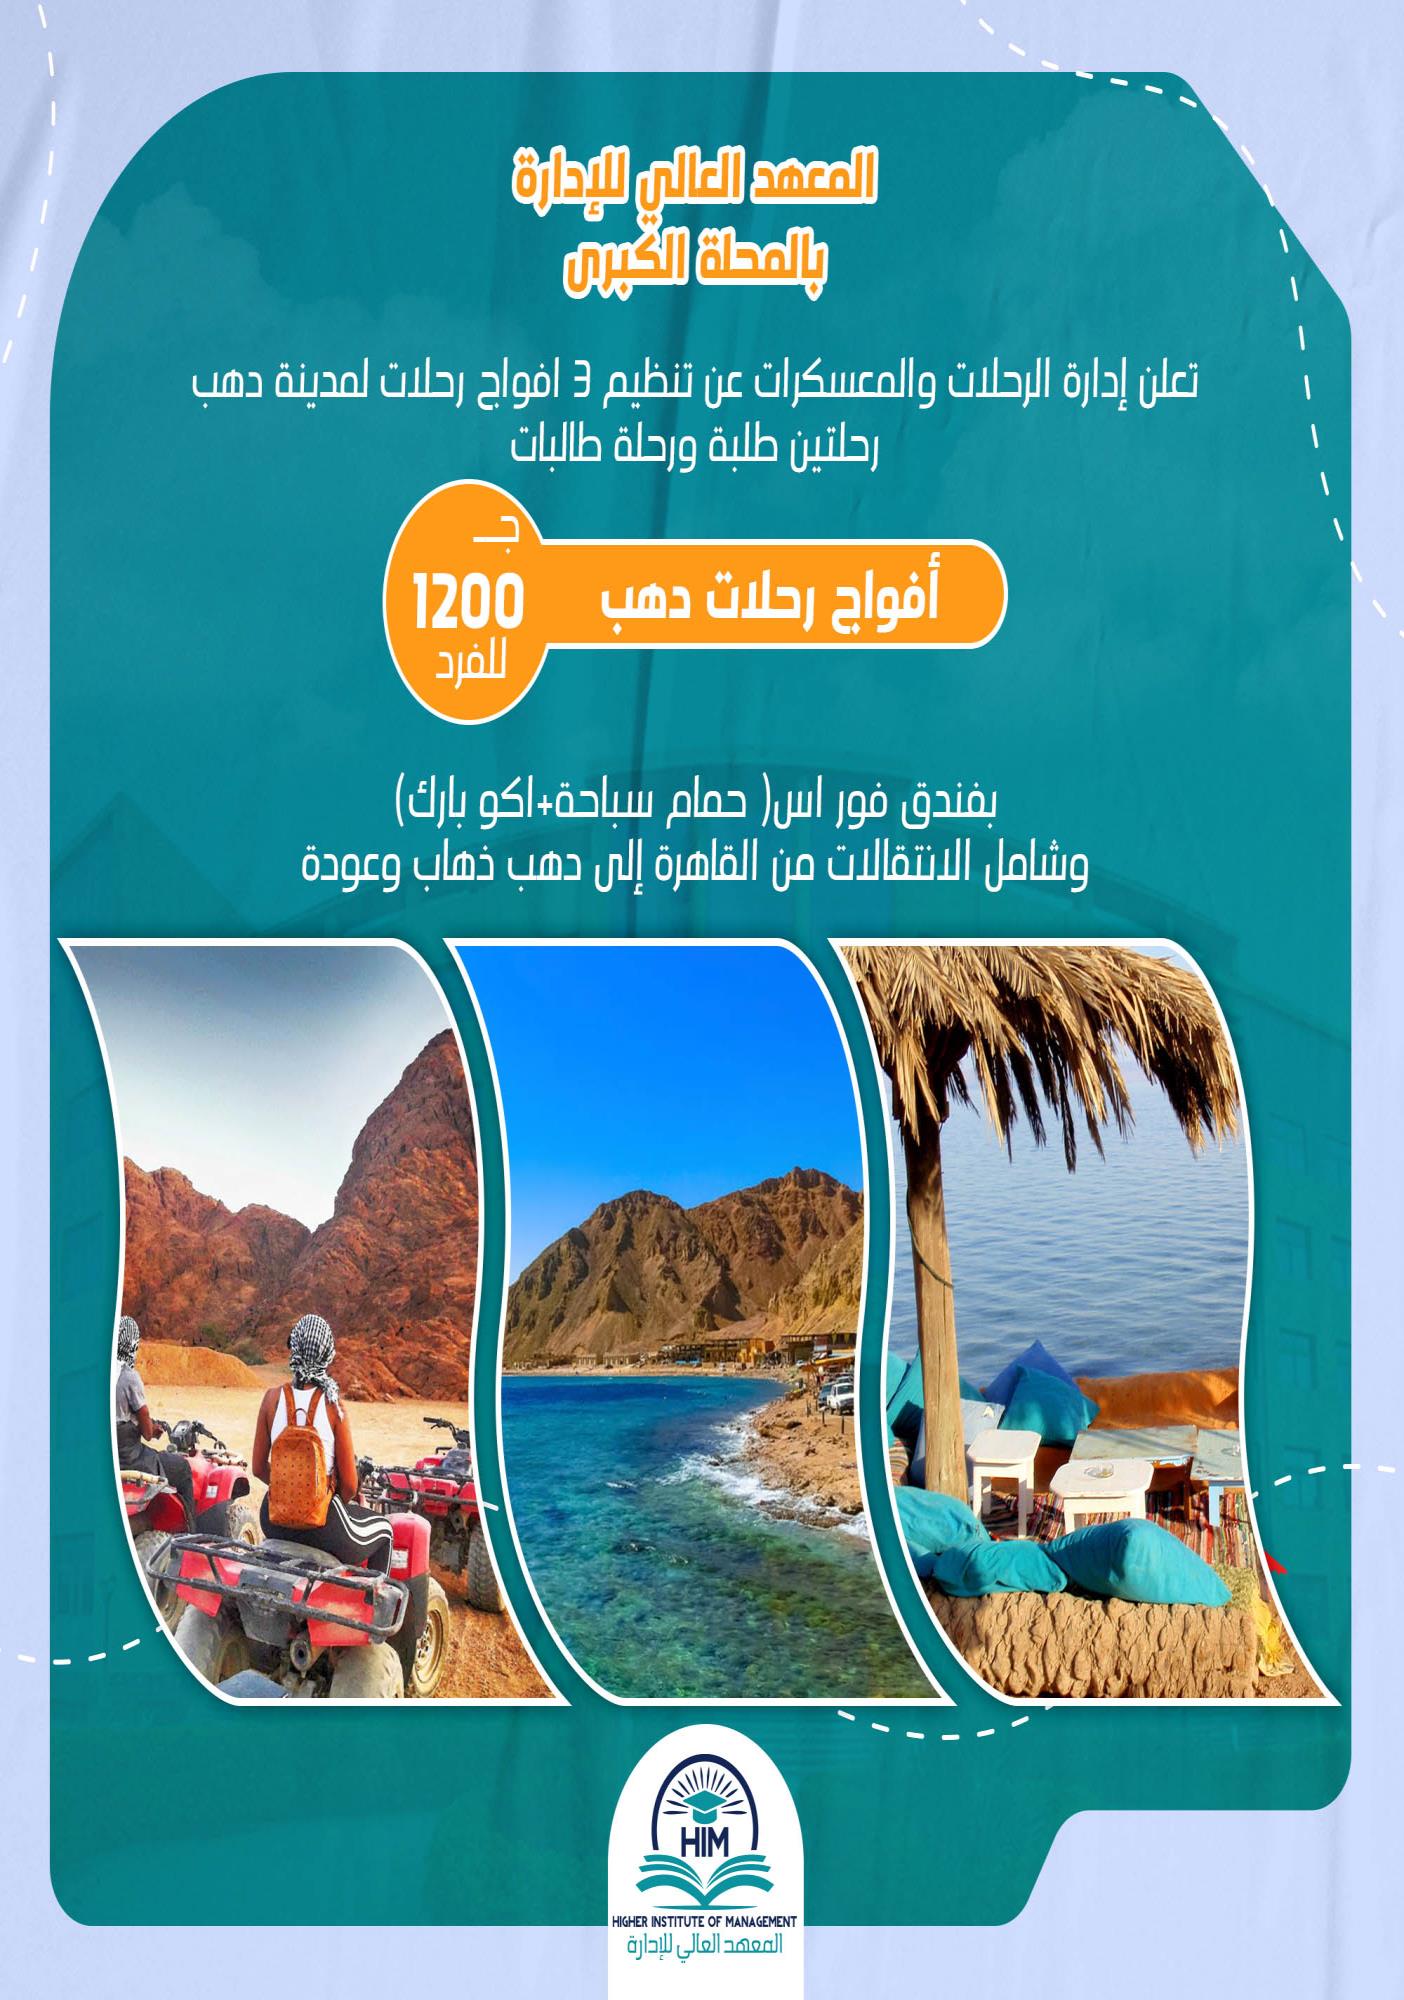 المعهد العالي للإدارة
بالمحلة الكبرى
تعلن إدارة الرحلات والمعسكرات عن تنظيم 3 افواج رحلات لمدينة دهب
رحلتين طلبة ورحلة طالبات
أفواج رحلات دهب
جـ
1200
للفرد
بفندق فور اس( حمام سباحة+اكو بارك)
وشامل الانتقالات من القاهرة إلى دهب ذهاب وعودة
HIM
HIGHER INSTITUTE OF MANAGEMENT
المعهد العالي للإدارة